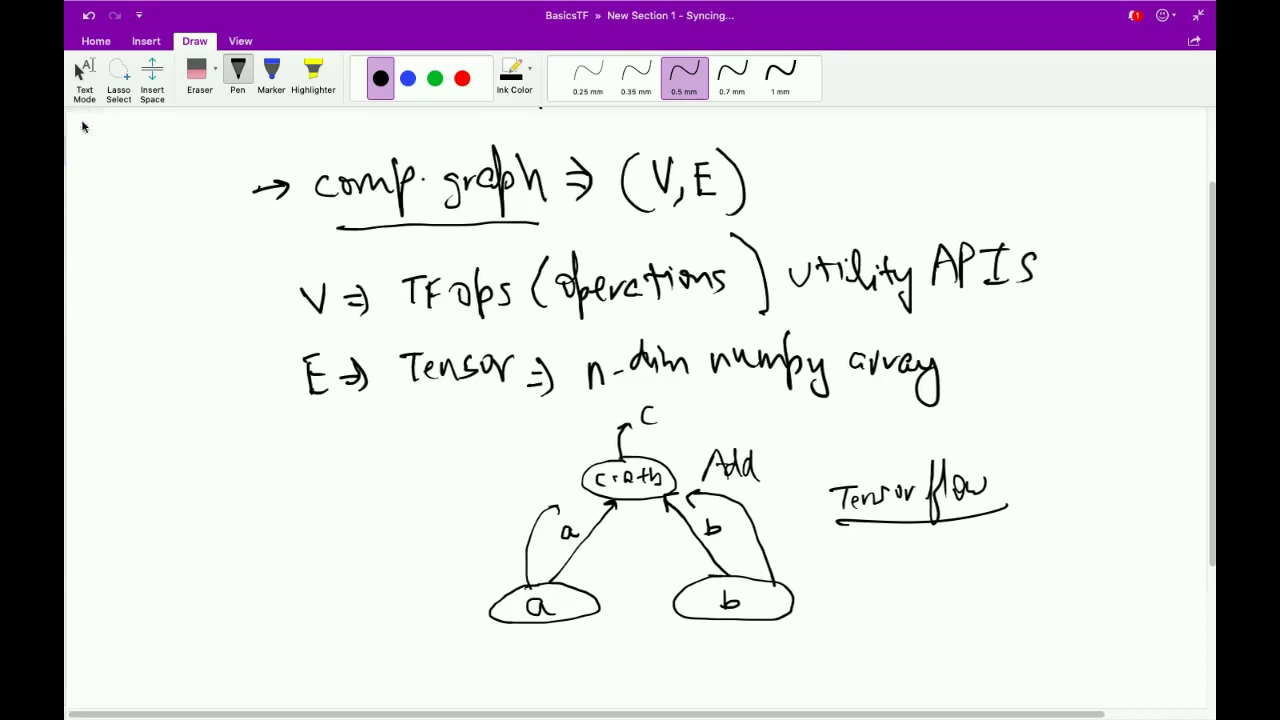 BasicsTF » New Section 1 - Syncing...
1
Home Insert Draw View
Text Mode Lasso Select Insert Space Eraser Pen Marker Highlighter Ink Color 0.25 mm 0.35 mm 0.5 mm 0.7 mm 1 mm
→ comp. graph ⇒ (V, E)
V ⇒ TF ops (operations) utility APIs
E ⇒ Tensor ⇒ n-dim numpy array
C
c = a+b Add
Tensor flow
a b
a b